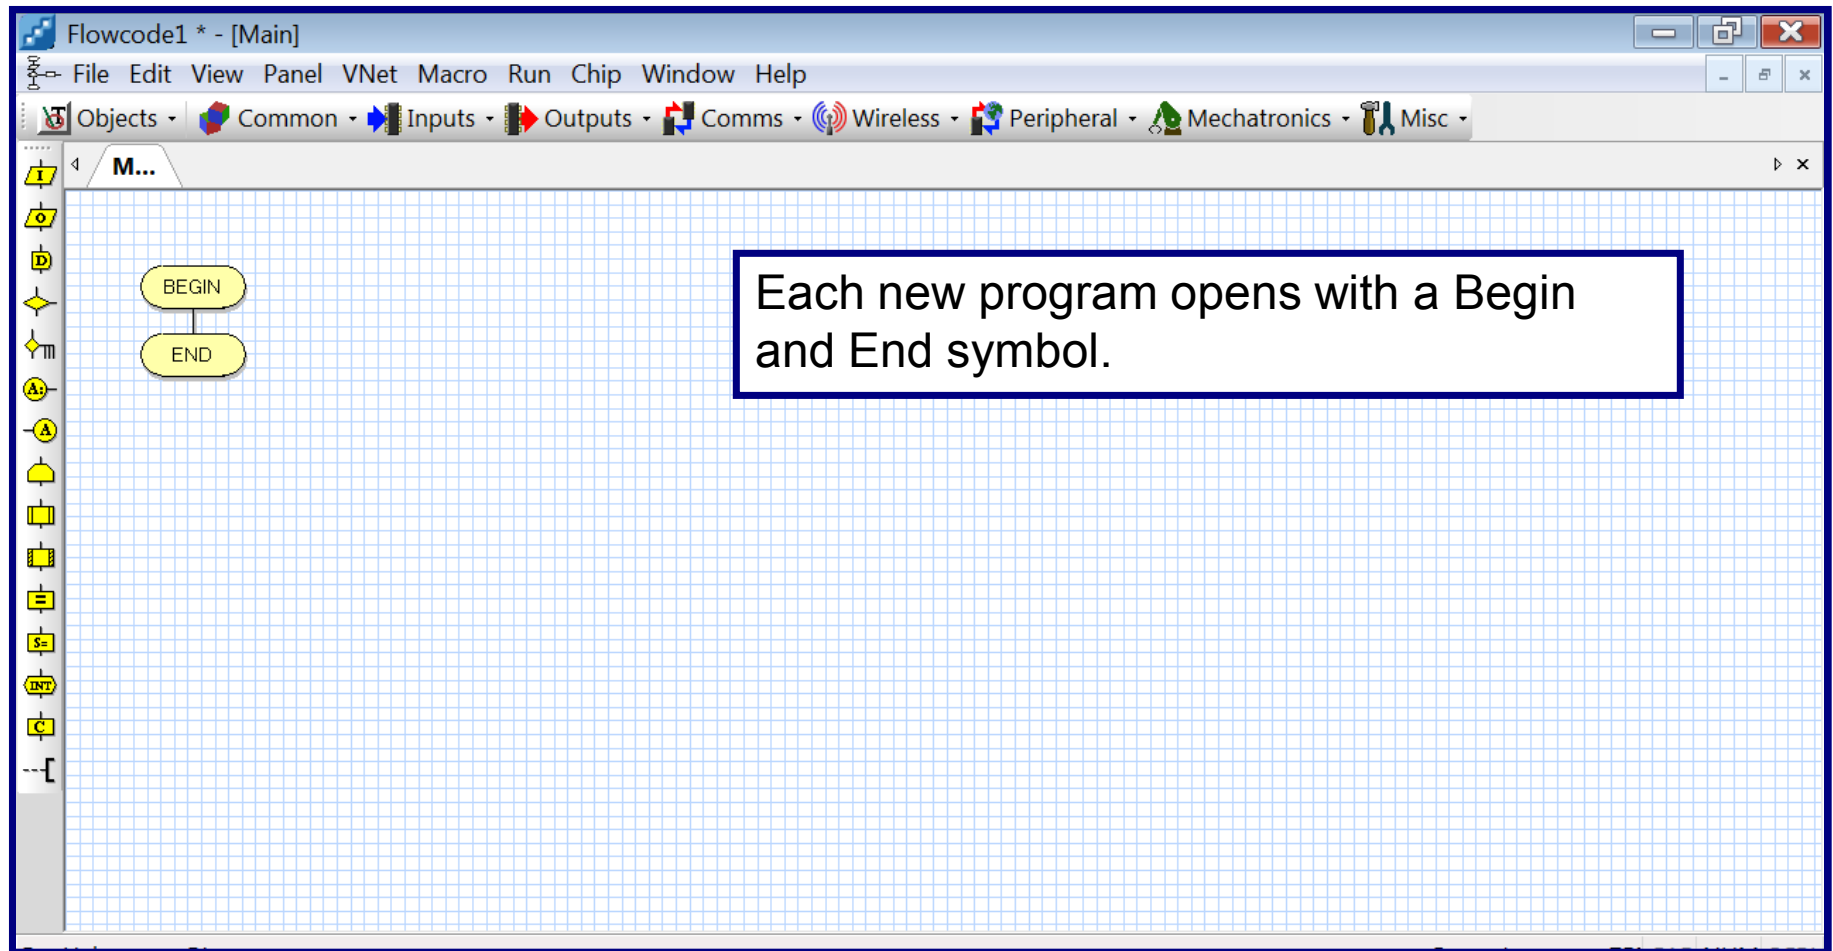 Flowcode1 * - [Main]
File Edit View Panel VNet Macro Run Chip Window Help
Objects Common Inputs Outputs Comms Wireless Peripheral Mechatronics Misc
M...
I
O
D
BEGIN
END
A:
A
=
S=
INT
C
Each new program opens with a Begin
and End symbol.